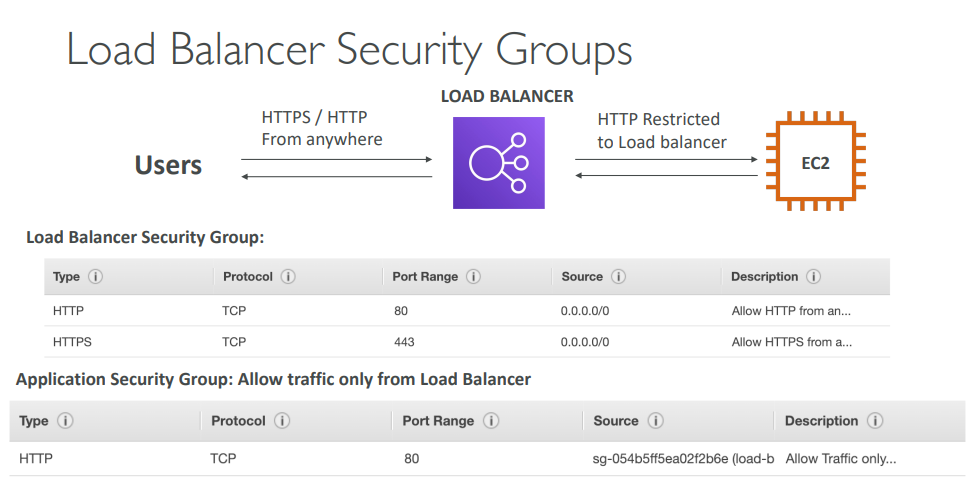 Load Balancer Security Groups
LOAD BALANCER
HTTPS / HTTP
From anywhere
HTTP Restricted
to Load balancer
Users
EC2
Load Balancer Security Group:
Type Protocol Port Range Source Description
HTTP TCP 80 0.0.0.0/0 Allow HTTP from an...
HTTPS TCP 443 0.0.0.0/0 Allow HTTPS from a...
Application Security Group: Allow traffic only from Load Balancer
Type Protocol Port Range Source Description
HTTP TCP 80 sg-054b5ff5ea02f2b6e (load-b Allow Traffic only...